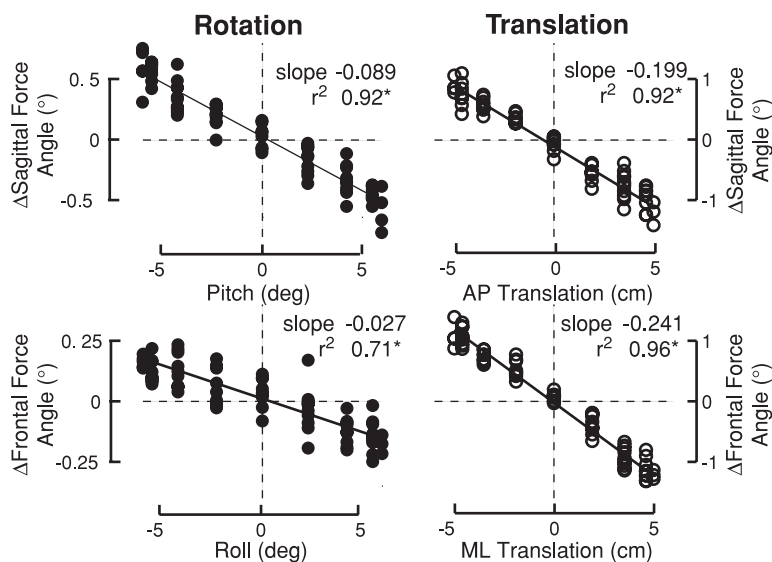 Rotation
Translation
slope -0.089
r² 0.92*
slope -0.199
r² 0.92*
ΔSagittal Force
Angle (°)
0.5
0
-0.5
1
0
-1
ΔSagittal Force
Angle (°)
-5 0 5
Pitch (deg)
-5 0 5
AP Translation (cm)
slope -0.027
r² 0.71*
slope -0.241
r² 0.96*
ΔFrontal Force
Angle (°)
0.25
0
-0.25
1
0
-1
ΔFrontal Force
Angle (°)
-5 0 5
Roll (deg)
-5 0 5
ML Translation (cm)